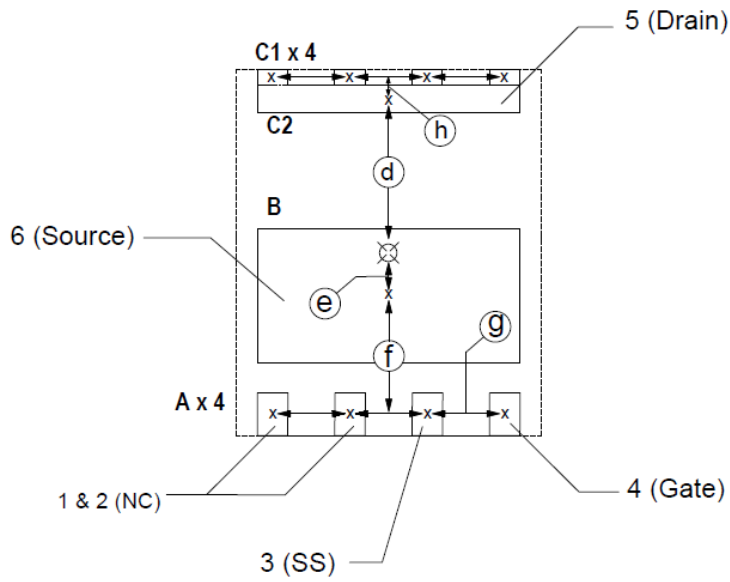 5 (Drain)
C1 x 4
x x x x
x
C2
h
d
B
6 (Source)
e
x
g
f
A x 4
x x x x
1 & 2 (NC)
4 (Gate)
3 (SS)